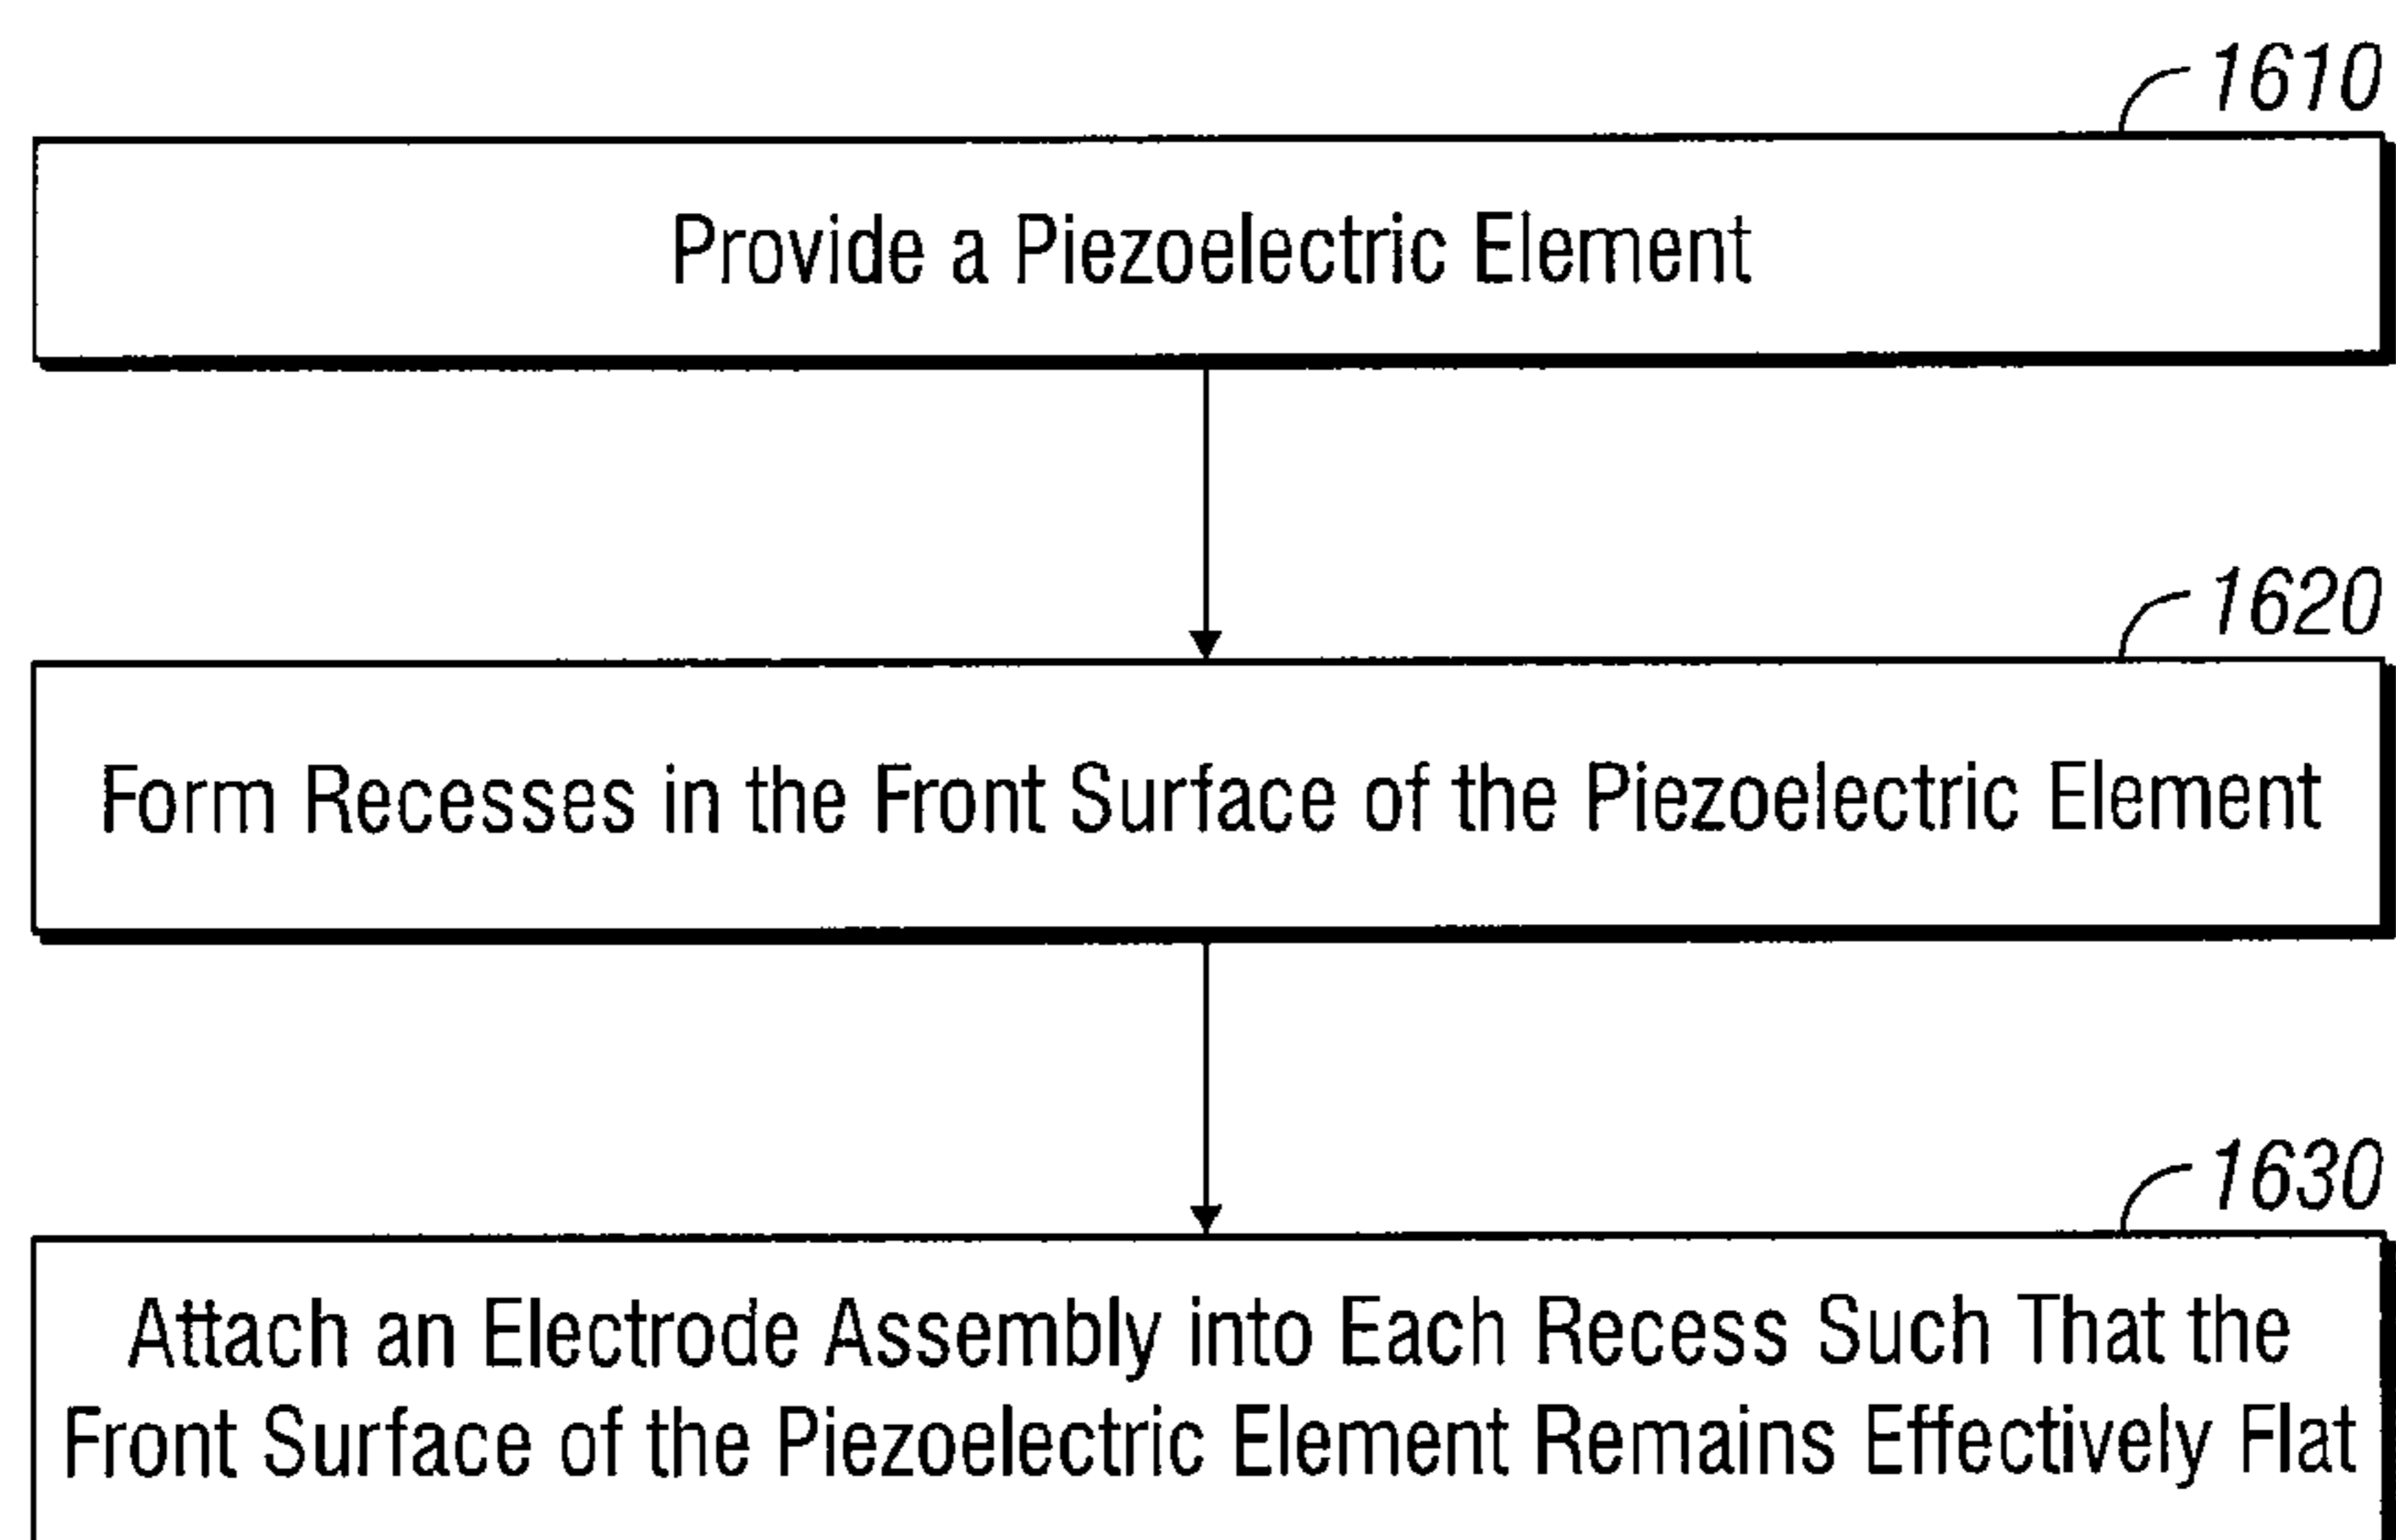 1610
Provide a Piezoelectric Element
1620
Form Recesses in the Front Surface of the Piezoelectric Element
1630
Attach an Electrode Assembly into Each Recess Such That the
Front Surface of the Piezoelectric Element Remains Effectively Flat